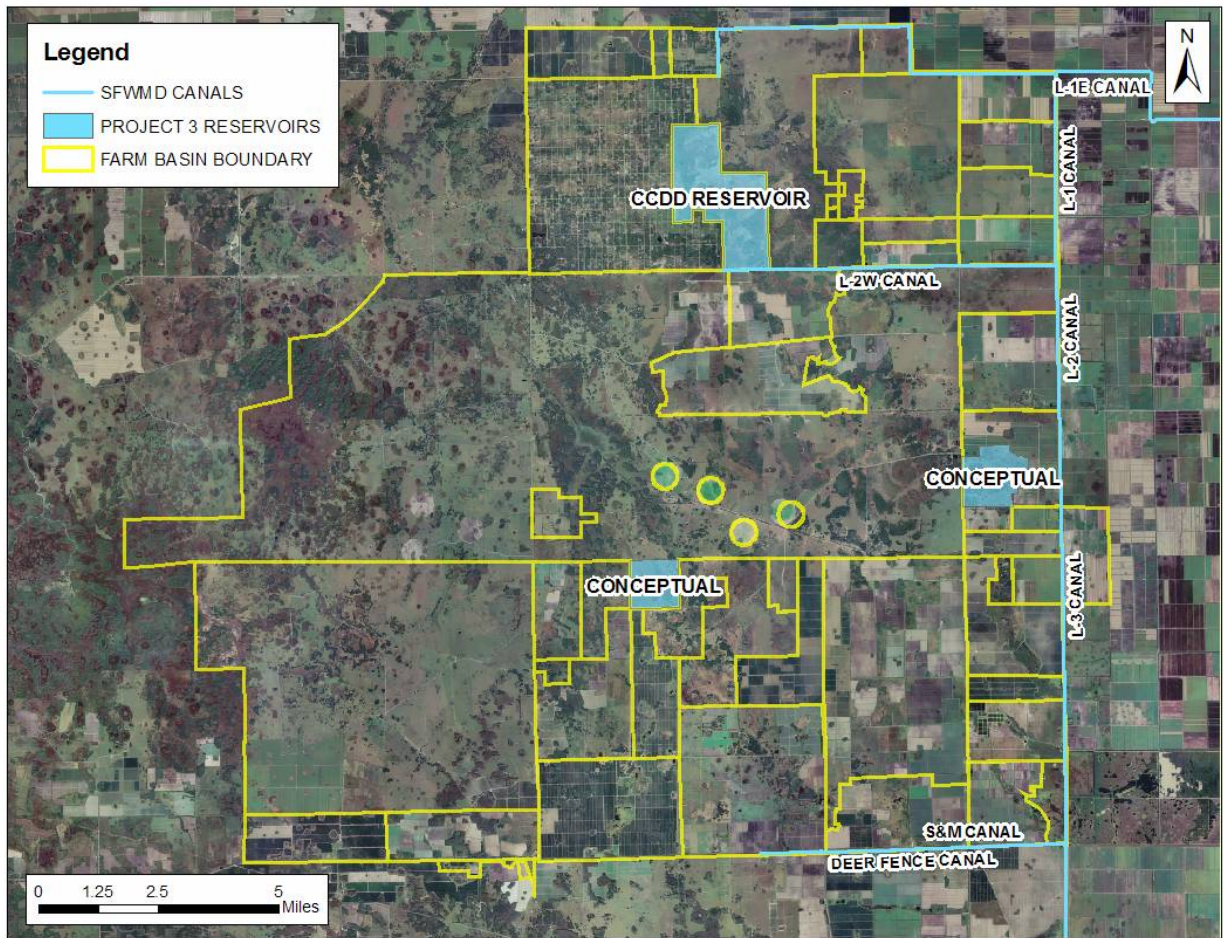 Legend
SFWMD CANALS
PROJECT 3 RESERVOIRS
FARM BASIN BOUNDARY
N
L-1E CANAL
L-1 CANAL
CCDD RESERVOIR
L-2W CANAL
L-2 CANAL
CONCEPTUAL
CONCEPTUAL
L-3 CANAL
S&M CANAL
DEER FENCE CANAL
0 1.25 2.5 5
Miles